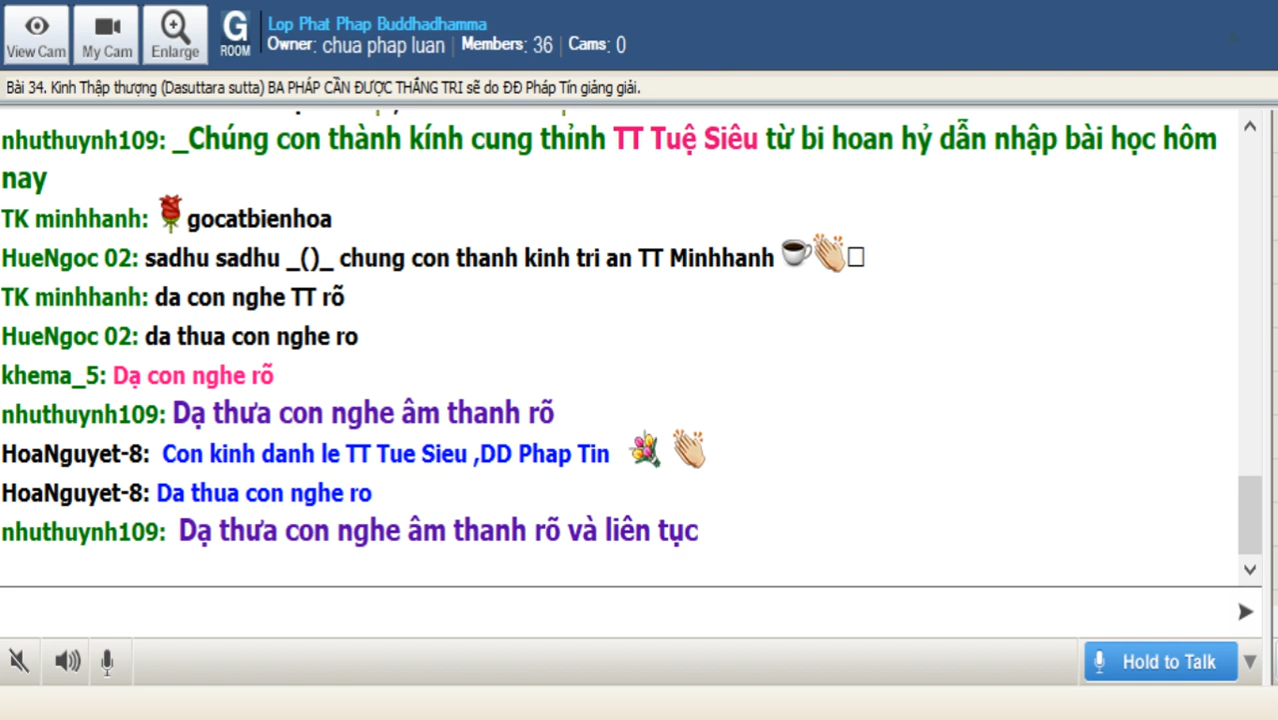 View Cam
My Cam
Enlarge
G
ROOM
Lop Phat Phap Buddhadhamma
Owner: chua phap luan | Members: 36 | Cams: 0
Bài 34. Kinh Thập thượng (Dasuttara sutta) BA PHÁP CẦN ĐƯỢC THẮNG TRI sẽ do ĐĐ Pháp Tín giảng giải.
nhuthuynh109: _Chúng con thành kính cung thỉnh TT Tuệ Siêu từ bi hoan hỷ dẫn nhập bài học hôm
nay
TK minhhanh: gocatbienhoa
HueNgoc 02: sadhu sadhu _()_ chung con thanh kinh tri an TT Minhhanh
TK minhhanh: da con nghe TT rõ
HueNgoc 02: da thua con nghe ro
khema_5: Dạ con nghe rõ
nhuthuynh109: Dạ thưa con nghe âm thanh rõ
HoaNguyet-8: Con kinh danh le TT Tue Sieu ,DD Phap Tin
HoaNguyet-8: Da thua con nghe ro
nhuthuynh109: Dạ thưa con nghe âm thanh rõ và liên tục
Hold to Talk